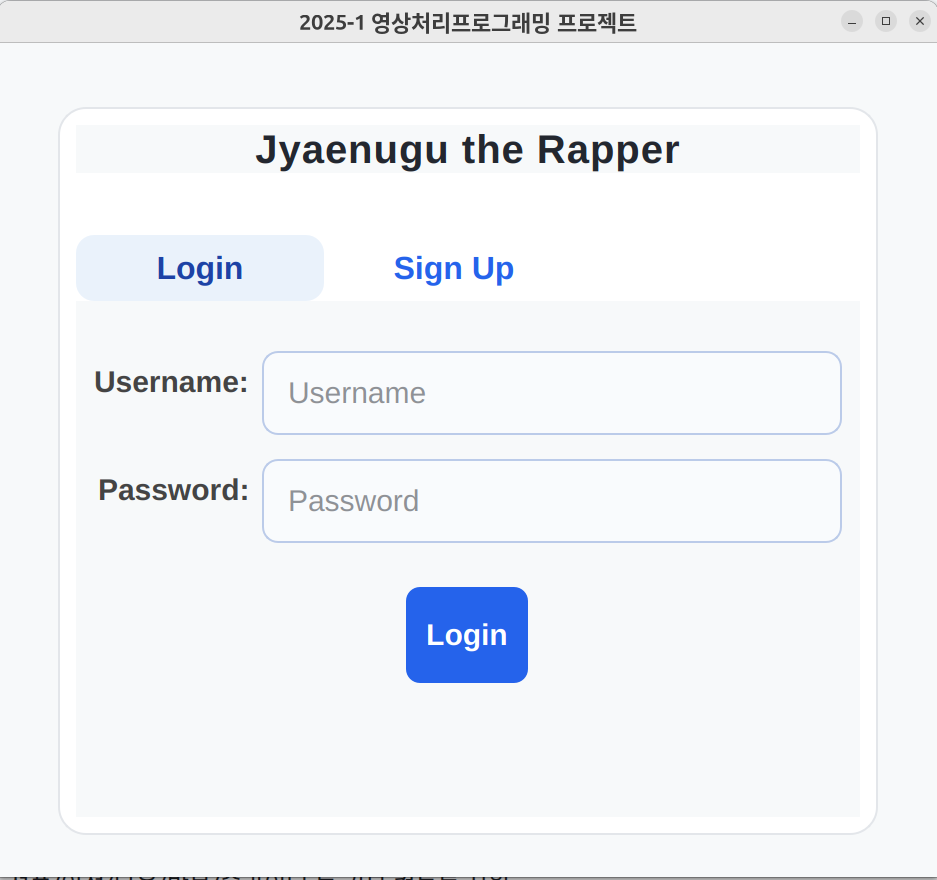 2025-1 영상처리프로그래밍 프로젝트
Jyaenugu the Rapper
Login
Sign Up
Username:
Username
Password:
Password
Login